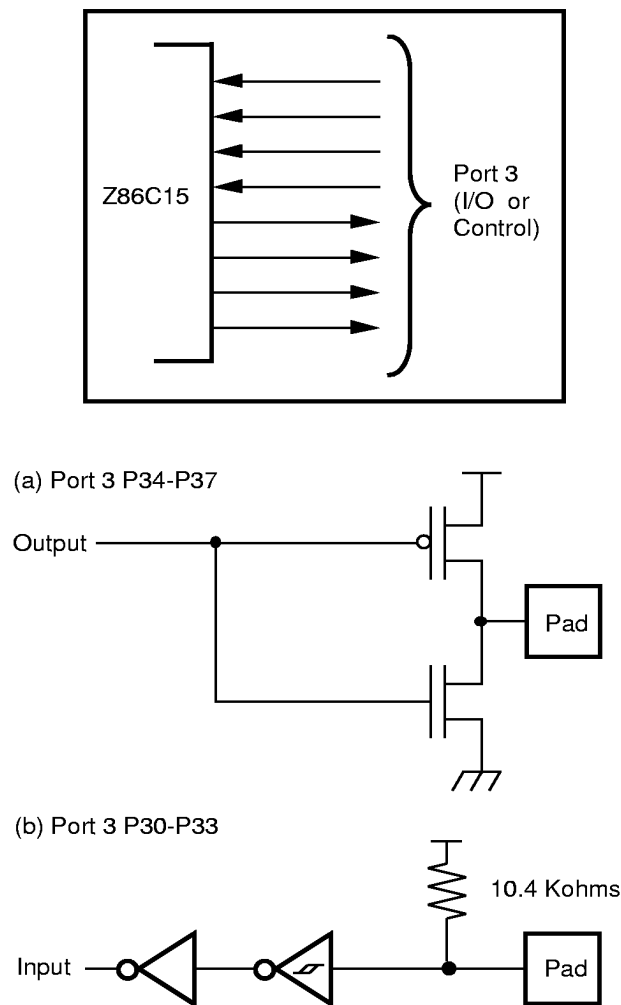 Z86C15
Port 3
(I/O or
Control)
(a) Port 3 P34-P37
Output
Pad
(b) Port 3 P30-P33
10.4 Kohms
Input
Pad